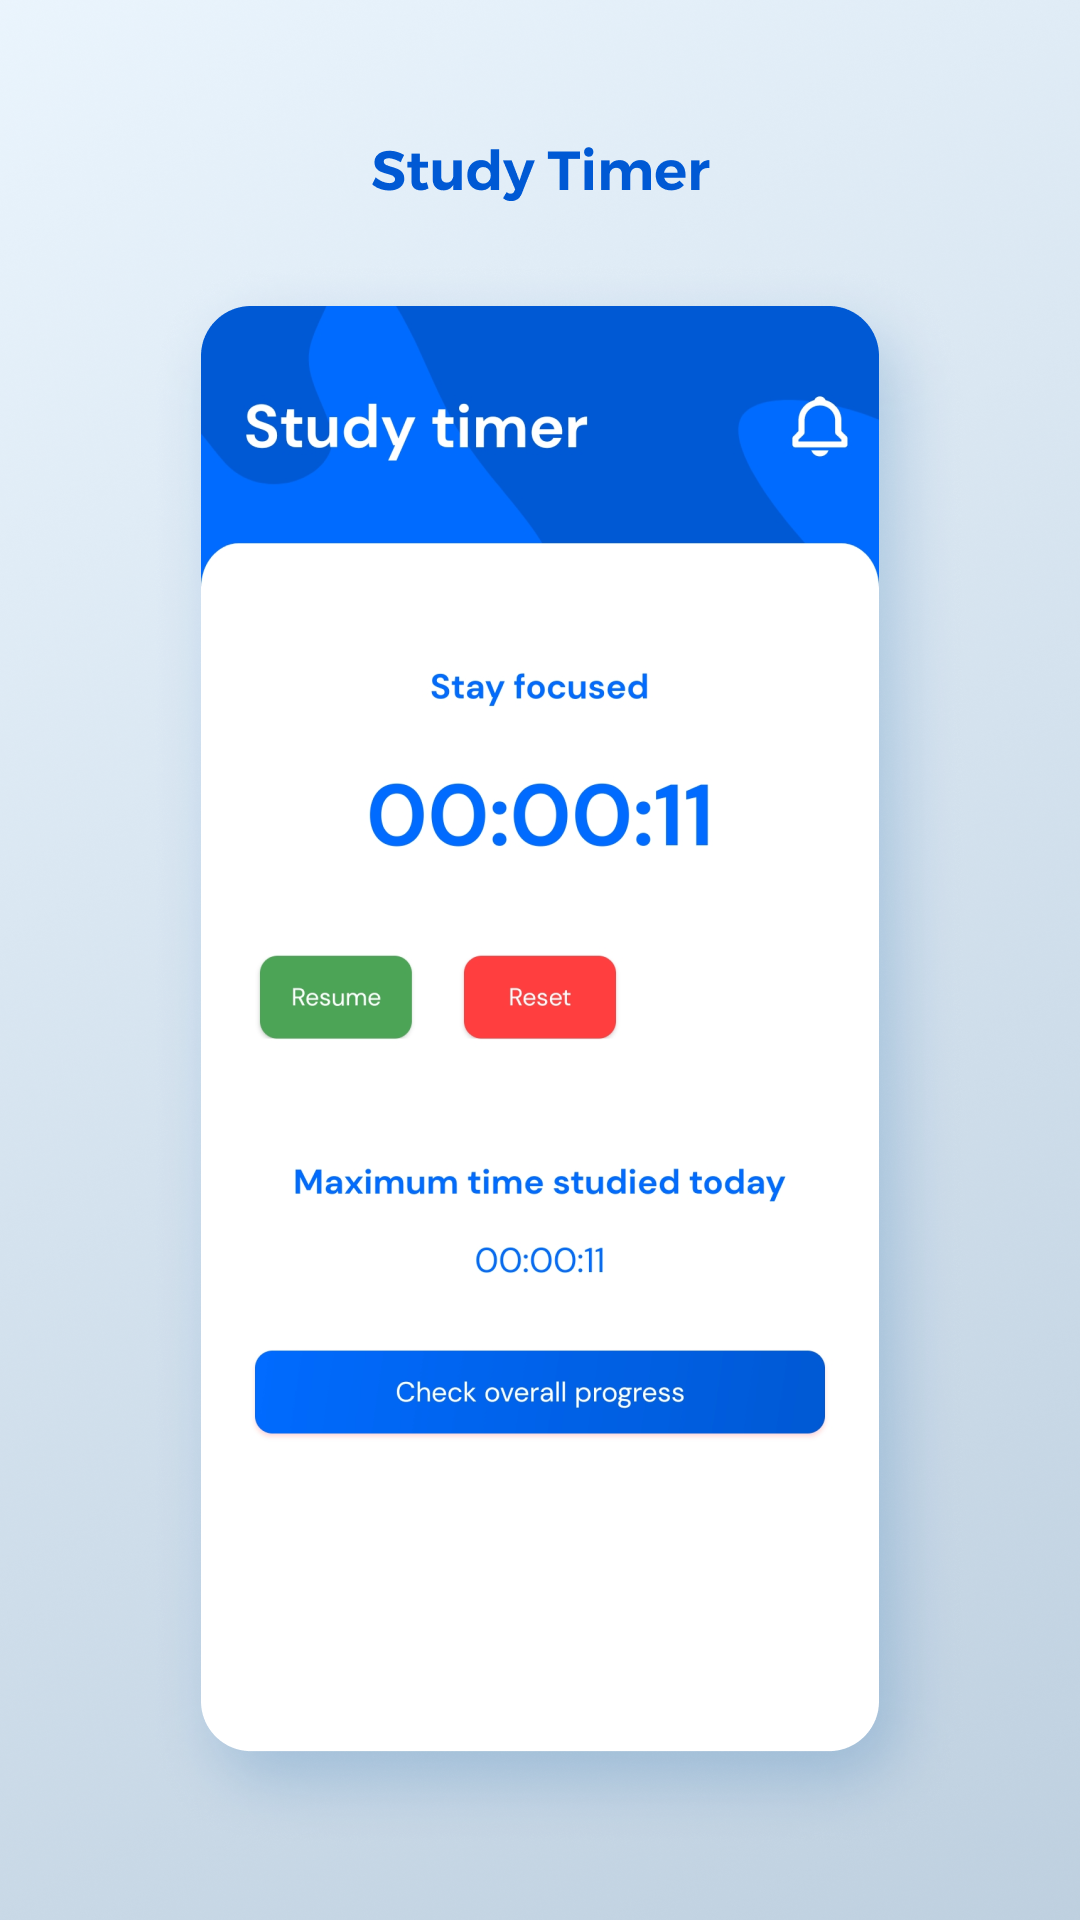 Study Timer
Study timer
Stay focused
00:00:11
Resume
Reset
Maximum time studied today
00:00:11
Check overall progress